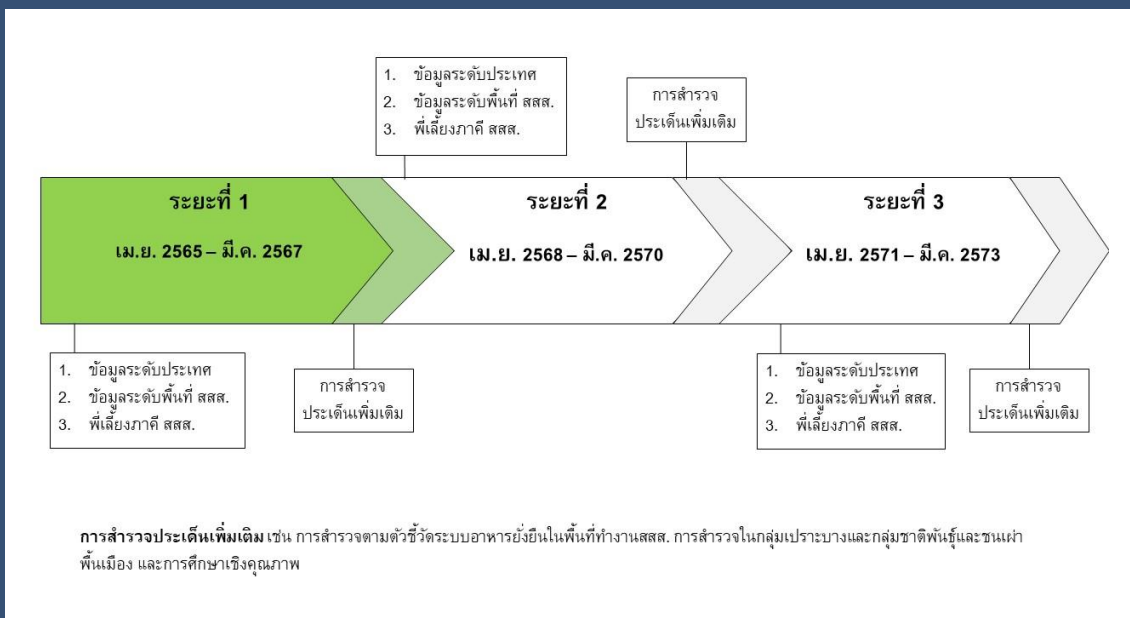 1. ข้อมูลระดับประเทศ
2. ข้อมูลระดับพื้นที่ สสส.
3. พี่เลี้ยงภาคี สสส.
การสำรวจ
ประเด็นเพิ่มเติม
ระยะที่ 1
เม.ย. 2565 – มี.ค. 2567
ระยะที่ 2
เม.ย. 2568 – มี.ค. 2570
ระยะที่ 3
เม.ย. 2571 – มี.ค. 2573
1. ข้อมูลระดับประเทศ
2. ข้อมูลระดับพื้นที่ สสส.
3. พี่เลี้ยงภาคี สสส.
การสำรวจ
ประเด็นเพิ่มเติม
1. ข้อมูลระดับประเทศ
2. ข้อมูลระดับพื้นที่ สสส.
3. พี่เลี้ยงภาคี สสส.
การสำรวจ
ประเด็นเพิ่มเติม
การสำรวจประเด็นเพิ่มเติม เช่น การสำรวจตามตัวชี้วัดระบบอาหารยั่งยืนในพื้นที่ทำงานสสส. การสำรวจในกลุ่มเปราะบางและกลุ่มชาติพันธุ์และชนเผ่า
พื้นเมือง และการศึกษาเชิงคุณภาพ